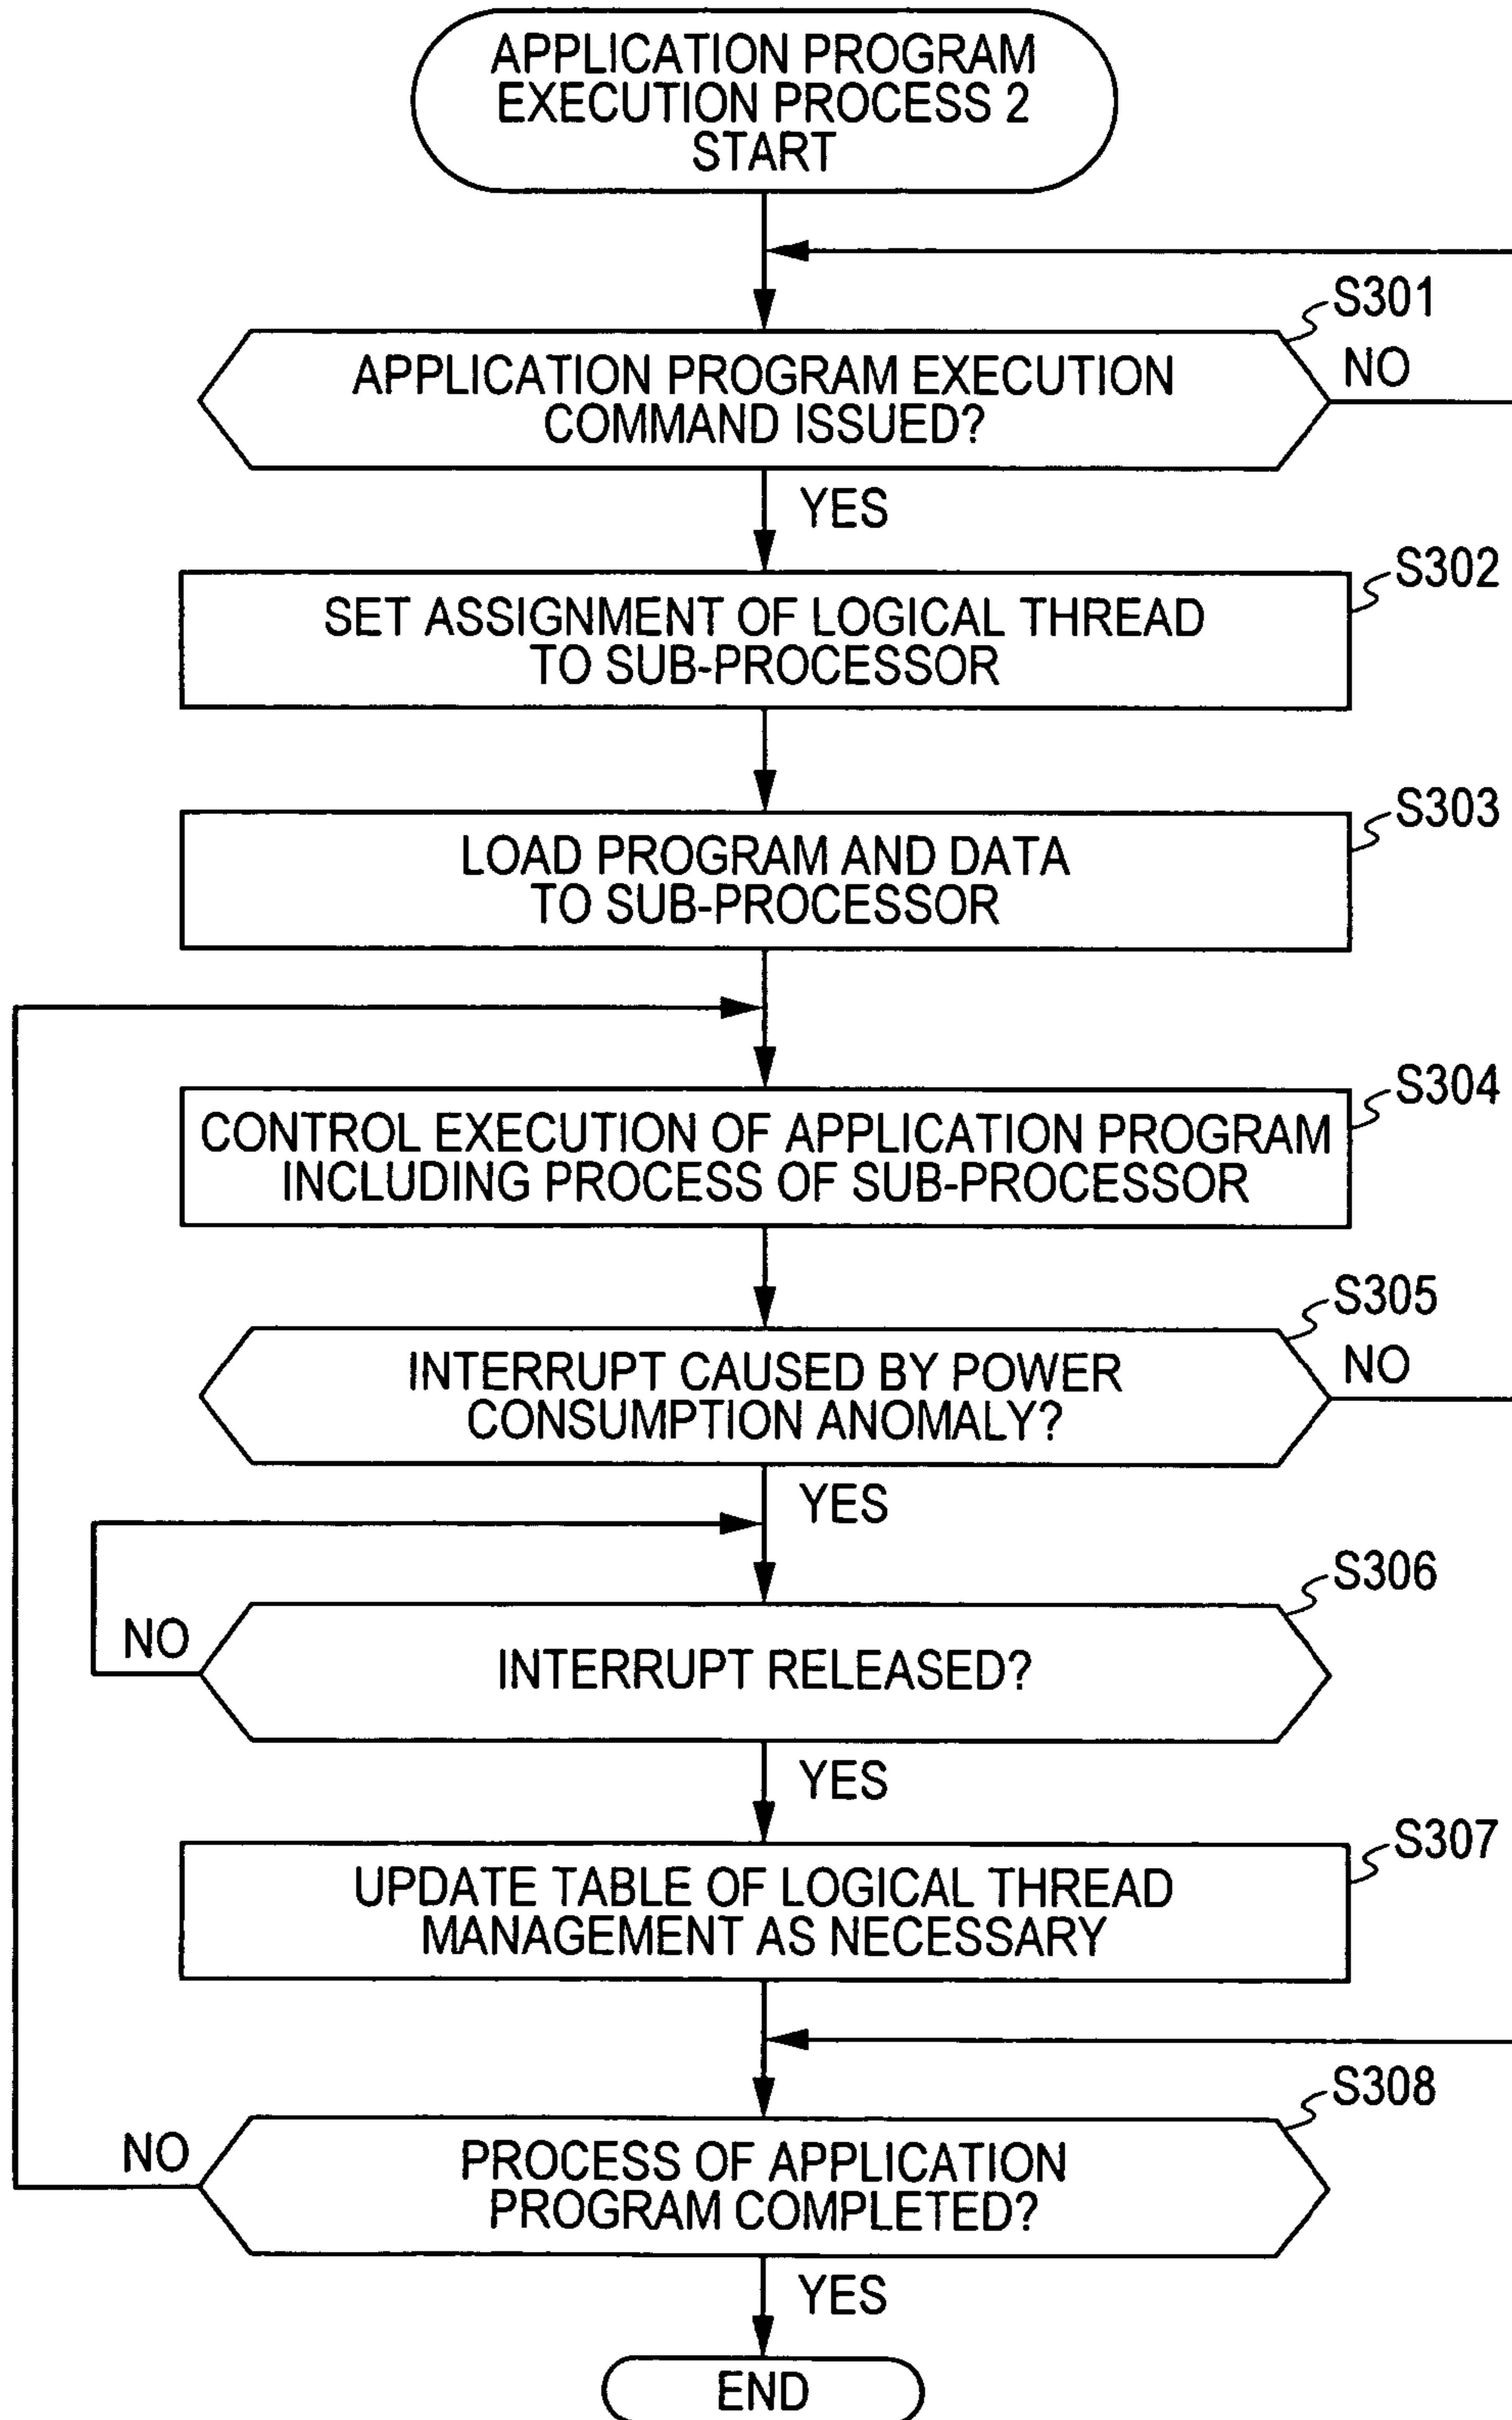 APPLICATION PROGRAM
EXECUTION PROCESS 2
START
S301
APPLICATION PROGRAM EXECUTION
COMMAND ISSUED?
NO
YES
S302
SET ASSIGNMENT OF LOGICAL THREAD
TO SUB-PROCESSOR
S303
LOAD PROGRAM AND DATA
TO SUB-PROCESSOR
S304
CONTROL EXECUTION OF APPLICATION PROGRAM
INCLUDING PROCESS OF SUB-PROCESSOR
S305
INTERRUPT CAUSED BY POWER
CONSUMPTION ANOMALY?
NO
YES
S306
NO
INTERRUPT RELEASED?
YES
S307
UPDATE TABLE OF LOGICAL THREAD
MANAGEMENT AS NECESSARY
S308
NO
PROCESS OF APPLICATION
PROGRAM COMPLETED?
YES
END